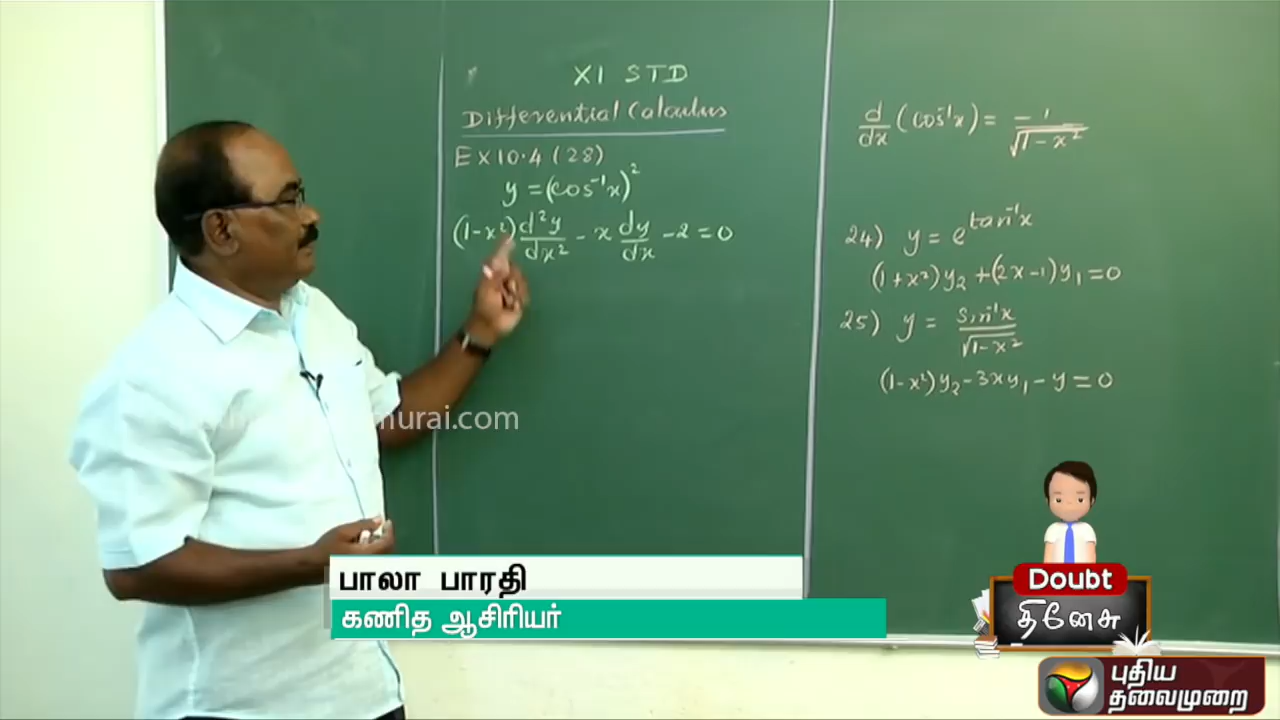 XI STD
Differential Calculus
EX 10.4 (28)
y = (cos⁻¹x)²
(1-x²) d²y/dx² - x dy/dx - 2 = 0
d/dx (cos⁻¹x) = -1/√(1-x²)
24) y = e^(tan⁻¹x)
(1+x²)y₂ + (2x-1)y₁ = 0
25) y = sin⁻¹x/√(1-x²)
(1-x²)y₂ - 3xy₁ - y = 0
murai.com
பாலா பாரதி
கணித ஆசிரியர்
Doubt
தினேசு
புதிய
தலைமுறை